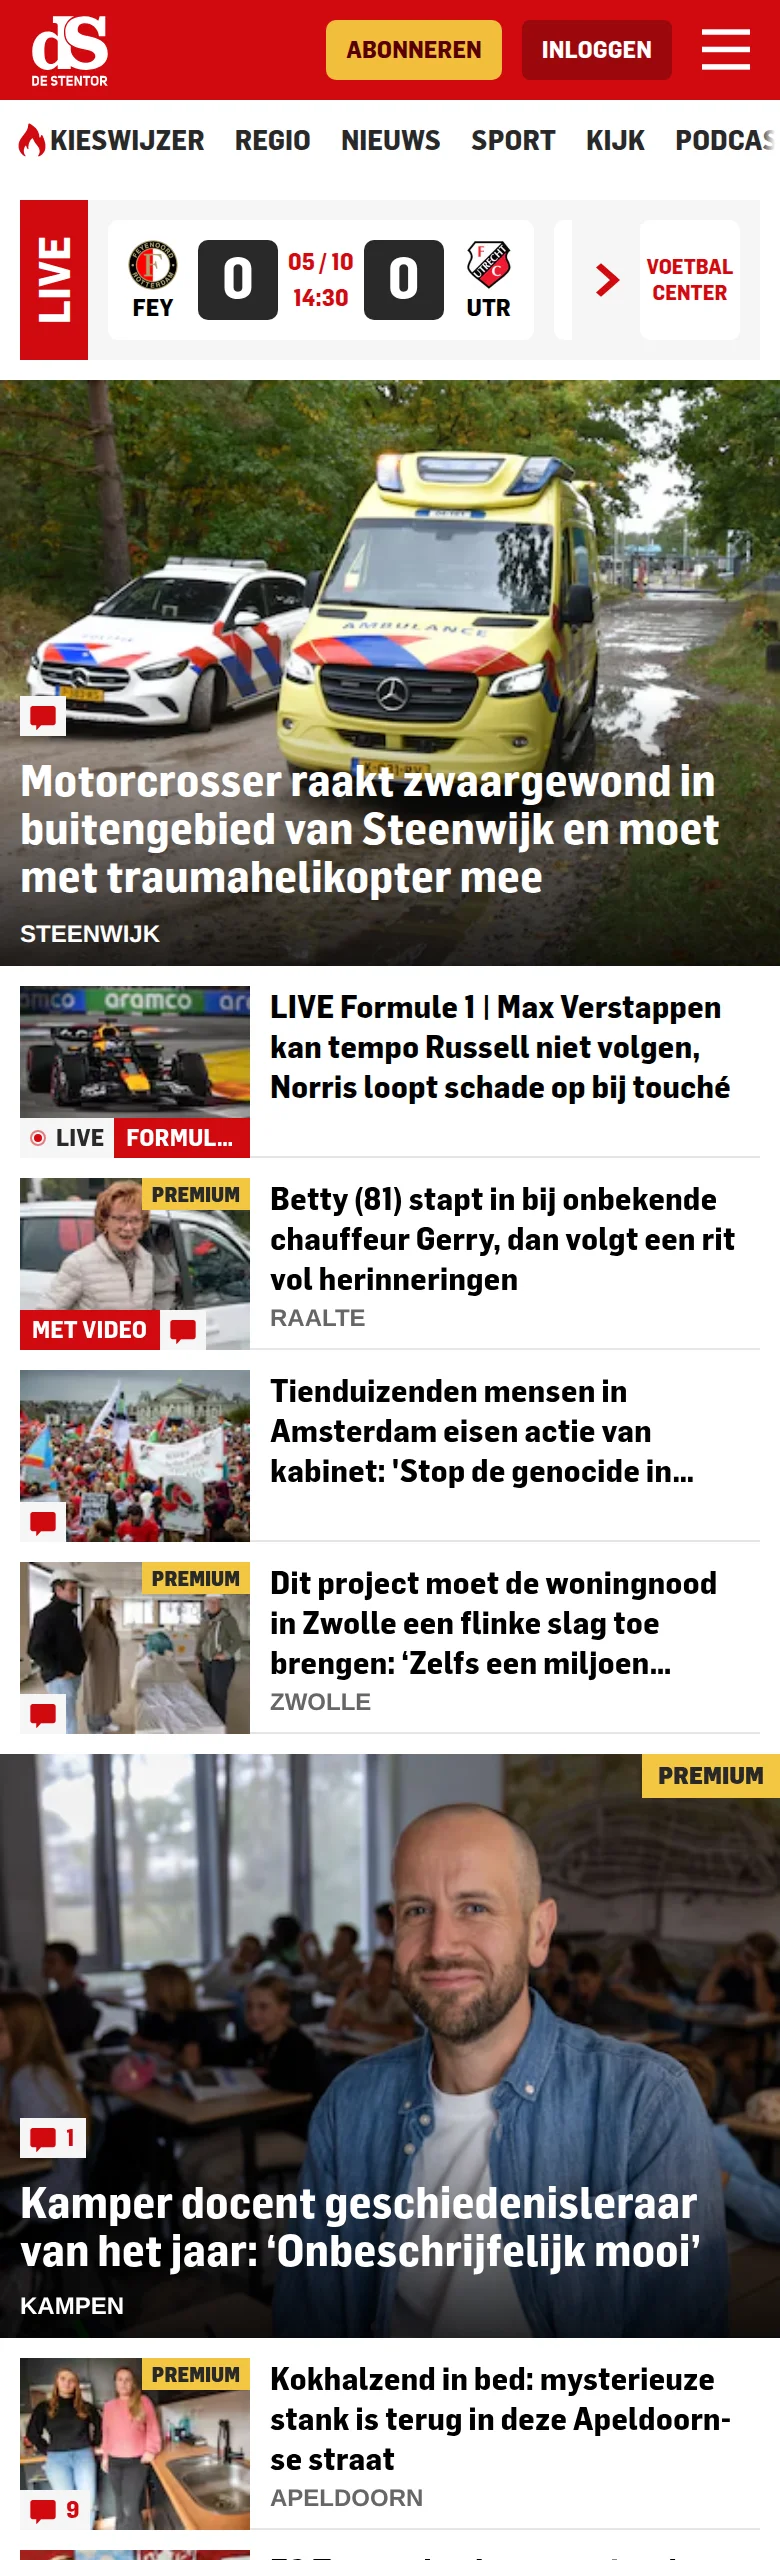 dS
DE STENTOR
ABONNEREN
INLOGGEN
KIESWIJZER REGIO NIEUWS SPORT KIJK PODCAS
LIVE
FEY
0
05 / 10
14:30
0
UTR
VOETBAL
CENTER
AMBULANCE
Motorcrosser raakt zwaargewond in
buitengebied van Steenwijk en moet
met traumahelikopter mee
STEENWIJK
aramco
LIVE FORMUL...
LIVE Formule 1 | Max Verstappen
kan tempo Russell niet volgen,
Norris loopt schade op bij touché
PREMIUM
MET VIDEO
Betty (81) stapt in bij onbekende
chauffeur Gerry, dan volgt een rit
vol herinneringen
RAALTE
Tienduizenden mensen in
Amsterdam eisen actie van
kabinet: 'Stop de genocide in...
PREMIUM
Dit project moet de woningnood
in Zwolle een flinke slag toe
brengen: ‘Zelfs een miljoen...
ZWOLLE
PREMIUM
1
Kamper docent geschiedenisleraar
van het jaar: ‘Onbeschrijfelijk mooi’
KAMPEN
PREMIUM
9
Kokhalzend in bed: mysterieuze
stank is terug in deze Apeldoorn-
se straat
APELDOORN